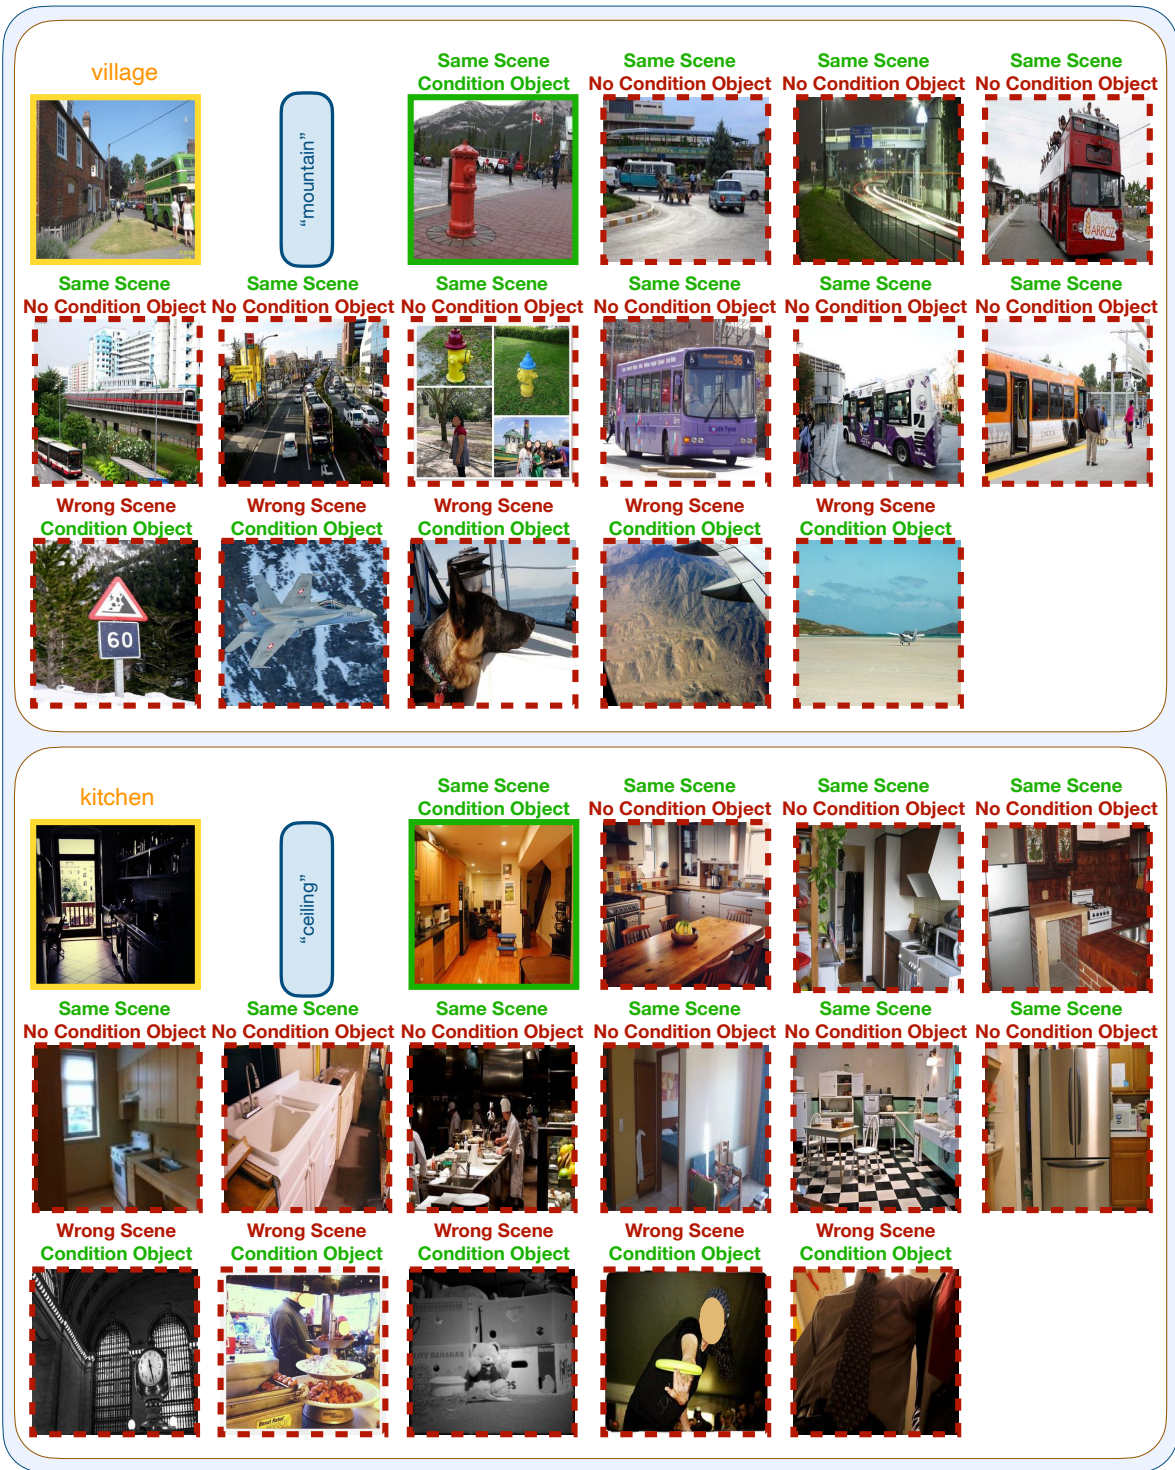 village
"mountain"
Same Scene
Condition Object
Same Scene
No Condition Object
Same Scene
No Condition Object
Same Scene
No Condition Object
ARROZ
Same Scene
No Condition Object
Same Scene
No Condition Object
Same Scene
No Condition Object
Same Scene
No Condition Object
96
Same Scene
No Condition Object
Same Scene
No Condition Object
Wrong Scene
Condition Object
60
Wrong Scene
Condition Object
Wrong Scene
Condition Object
Wrong Scene
Condition Object
Wrong Scene
Condition Object
kitchen
"ceiling"
Same Scene
Condition Object
Same Scene
No Condition Object
Same Scene
No Condition Object
Same Scene
No Condition Object
Same Scene
No Condition Object
Same Scene
No Condition Object
Same Scene
No Condition Object
Same Scene
No Condition Object
Same Scene
No Condition Object
Same Scene
No Condition Object
Wrong Scene
Condition Object
Wrong Scene
Condition Object
Wrong Scene
Condition Object
Wrong Scene
Condition Object
Wrong Scene
Condition Object